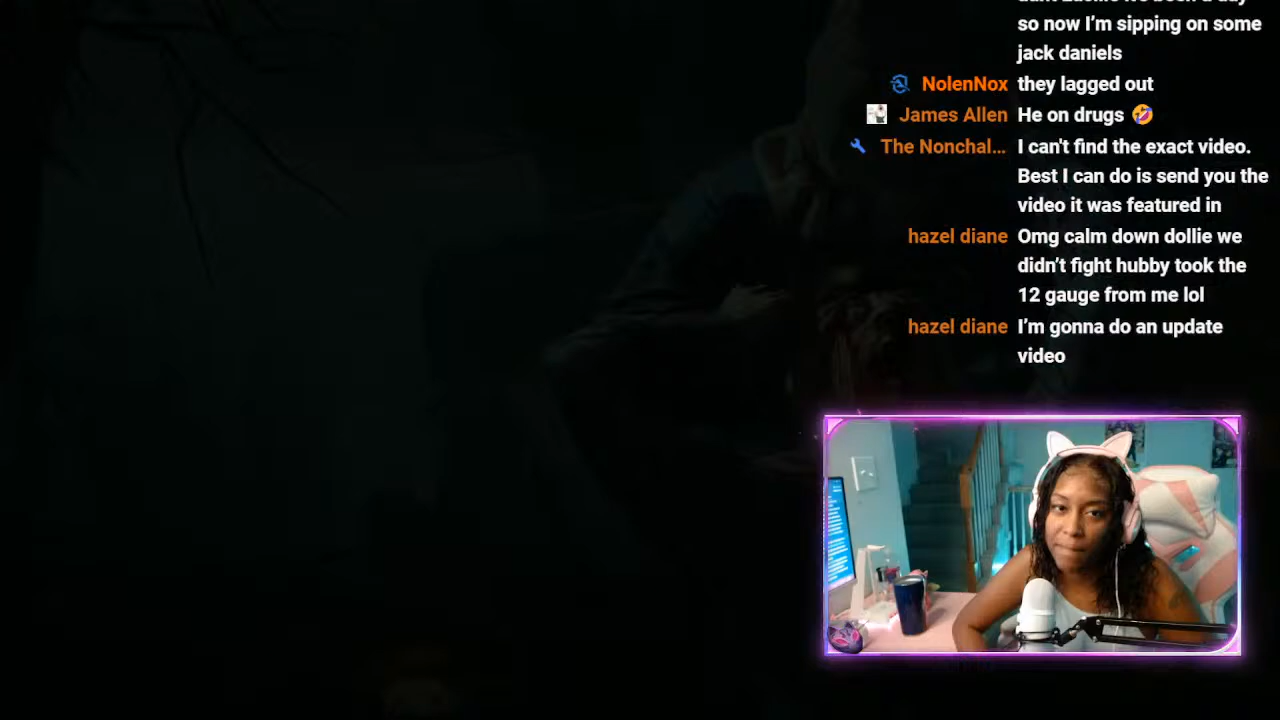 so now I'm sipping on some
jack daniels
NolenNox they lagged out
James Allen He on drugs 🤣
The Nonchal... I can't find the exact video.
Best I can do is send you the
video it was featured in
hazel diane Omg calm down dollie we
didn't fight hubby took the
12 gauge from me lol
hazel diane I'm gonna do an update
video